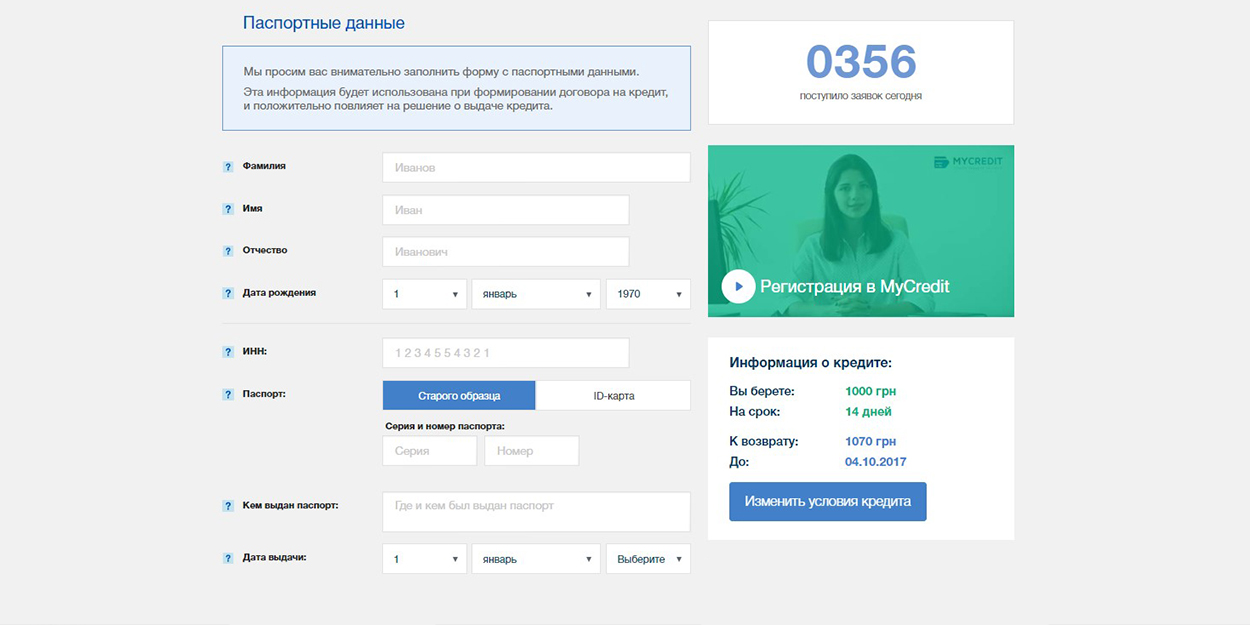 Паспортные данные
Мы просим вас внимательно заполнить форму с паспортными данными.
Эта информация будет использована при формировании договора на кредит,
и положительно повлияет на решение о выдаче кредита.
? Фамилия
Иванов
? Имя
Иван
? Отчество
Иванович
? Дата рождения
1 январь 1970
? ИНН:
1 2 3 4 5 5 4 3 2 1
? Паспорт:
Старого образца ID-карта
Серия и номер паспорта:
Серия Номер
? Кем выдан паспорт:
Где и кем был выдан паспорт
? Дата выдачи:
1 январь Выберите
0356
поступило заявок сегодня
MYCREDIT
Регистрация в MyCredit
Информация о кредите:
Вы берете: 1000 грн
На срок: 14 дней
К возврату: 1070 грн
До: 04.10.2017
Изменить условия кредита